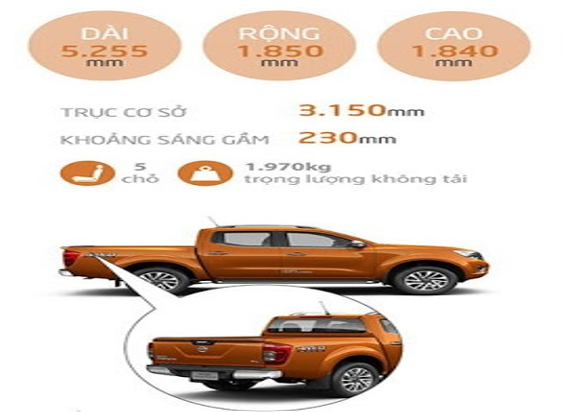 DÀI
5.255
mm
RỘNG
1.850
mm
CAO
1.840
mm
TRỤC CƠ SỞ 3.150mm
KHOẢNG SÁNG GẦM 230mm
5
chỗ
1.970kg
trọng lượng không tải